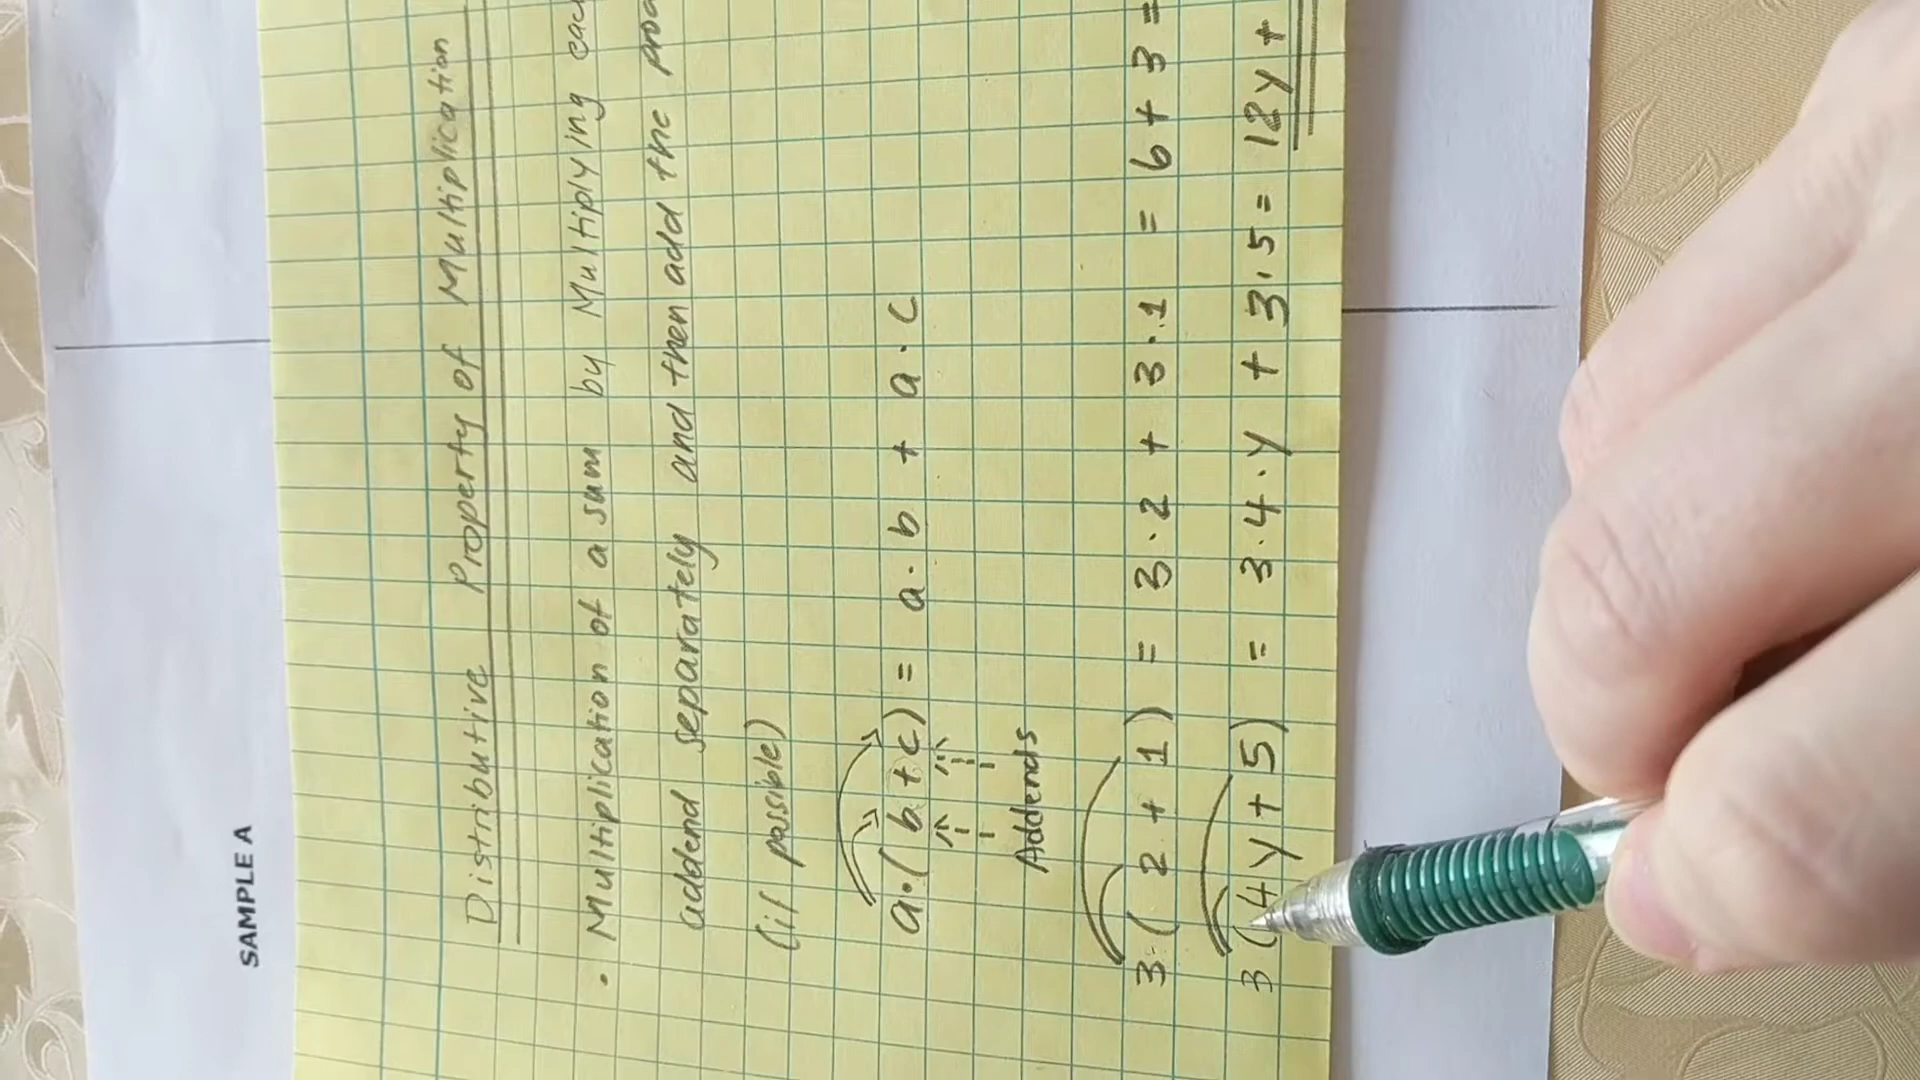 SAMPLE A
Distributive Property of Multiplication
• Multiplication of a sum by Multiplying
addend separately and then add the
(if possible)
a·(b+c) = a·b + a·c
Addends
3·(2+1) = 3·2 + 3·1 = 6+3 =
3(4y+5) = 3·4·y + 3·5 = 12y +